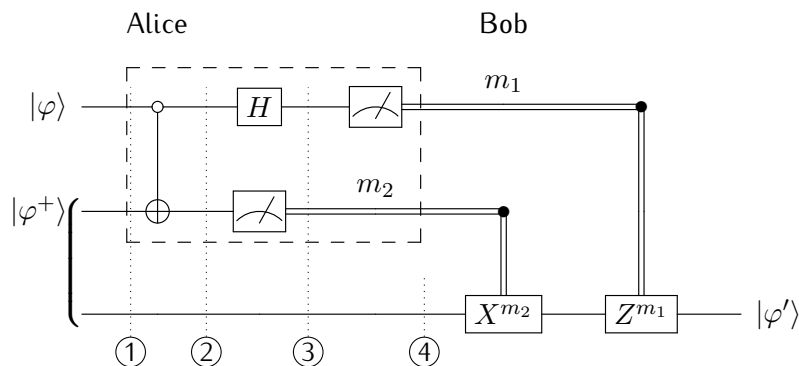 Alice Bob
|φ⟩ H m₁
|φ⁺⟩ m₂
X^{m₂} Z^{m₁} |φ′⟩
① ② ③ ④